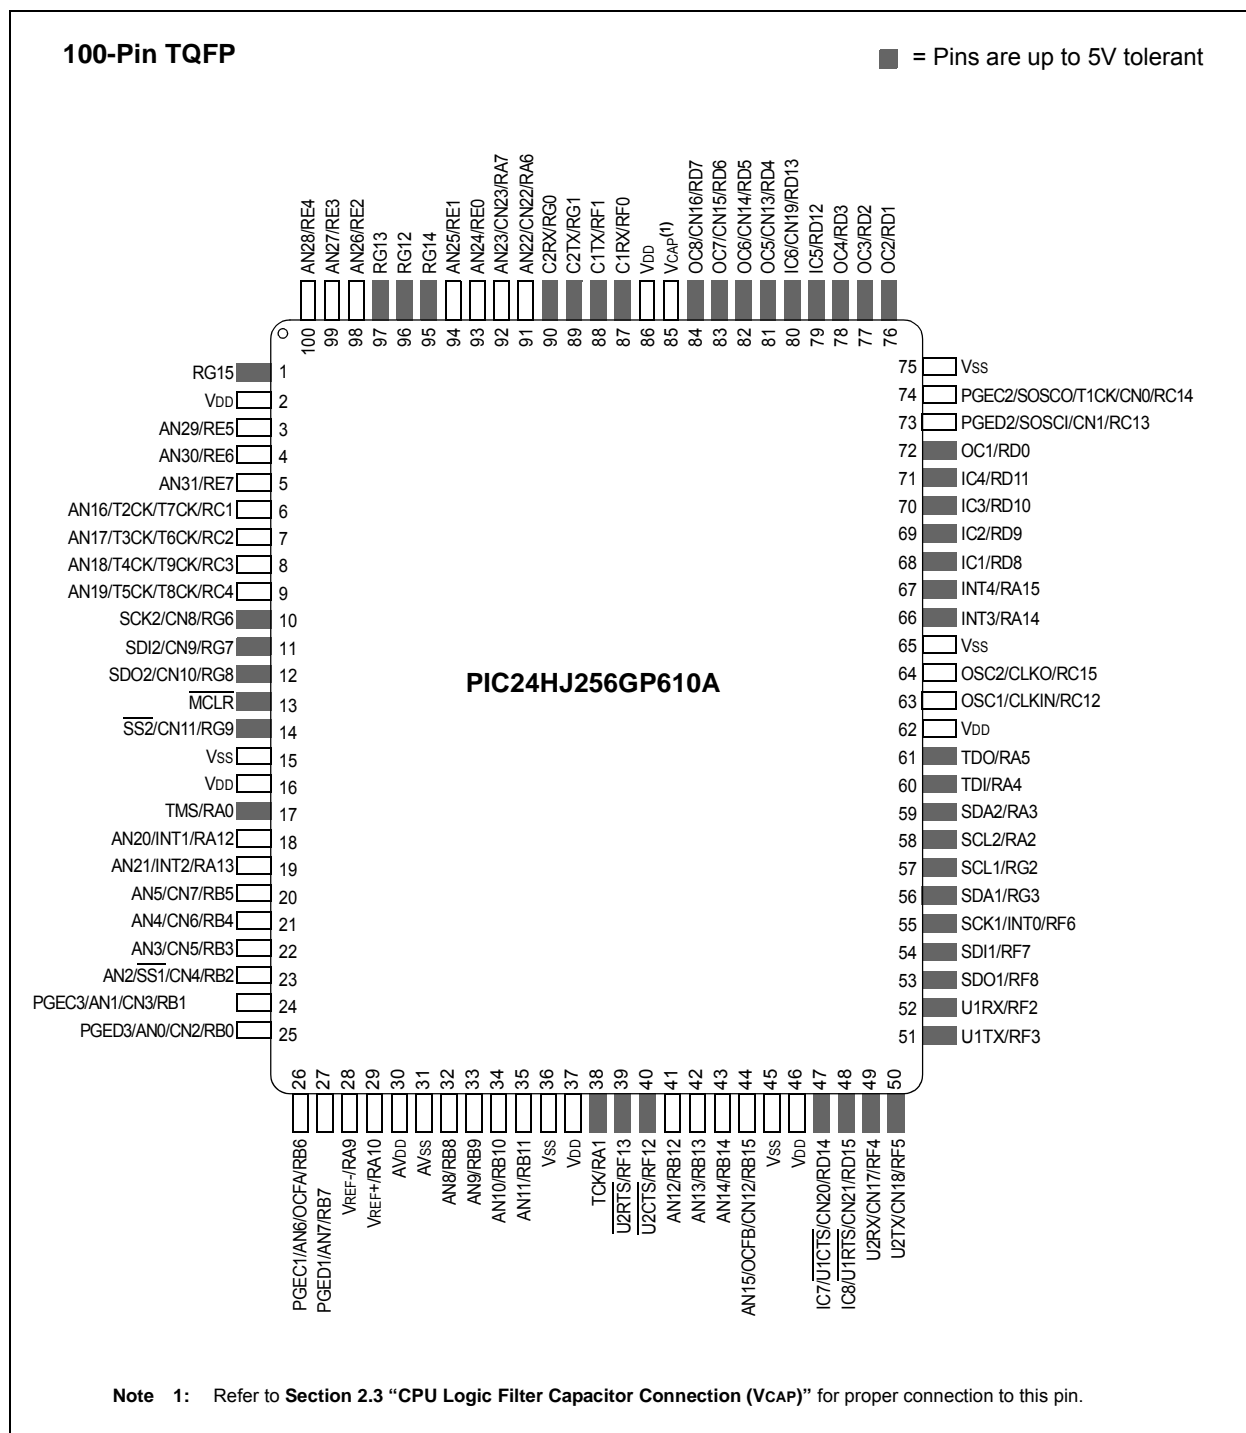 100-Pin TQFP
= Pins are up to 5V tolerant
AN28/RE4
AN27/RE3
AN26/RE2
RG13
RG12
RG14
AN25/RE1
AN24/RE0
AN23/CN23/RA7
AN22/CN22/RA6
C2RX/RG0
C2TX/RG1
C1TX/RF1
C1RX/RF0
VDD
VCAP(1)
OC8/CN16/RD7
OC7/CN15/RD6
OC6/CN14/RD5
OC5/CN13/RD4
IC6/CN19/RD13
IC5/RD12
OC4/RD3
OC3/RD2
OC2/RD1
100
99
98
97
96
95
94
93
92
91
90
89
88
87
86
85
84
83
82
81
80
79
78
77
76
RG15 1
VDD 2
AN29/RE5 3
AN30/RE6 4
AN31/RE7 5
AN16/T2CK/T7CK/RC1 6
AN17/T3CK/T6CK/RC2 7
AN18/T4CK/T9CK/RC3 8
AN19/T5CK/T8CK/RC4 9
SCK2/CN8/RG6 10
SDI2/CN9/RG7 11
SDO2/CN10/RG8 12
MCLR 13
SS2/CN11/RG9 14
VSS 15
VDD 16
TMS/RA0 17
AN20/INT1/RA12 18
AN21/INT2/RA13 19
AN5/CN7/RB5 20
AN4/CN6/RB4 21
AN3/CN5/RB3 22
AN2/SS1/CN4/RB2 23
PGEC3/AN1/CN3/RB1 24
PGED3/AN0/CN2/RB0 25
PIC24HJ256GP610A
75 VSS
74 PGEC2/SOSCO/T1CK/CN0/RC14
73 PGED2/SOSCI/CN1/RC13
72 OC1/RD0
71 IC4/RD11
70 IC3/RD10
69 IC2/RD9
68 IC1/RD8
67 INT4/RA15
66 INT3/RA14
65 VSS
64 OSC2/CLKO/RC15
63 OSC1/CLKIN/RC12
62 VDD
61 TDO/RA5
60 TDI/RA4
59 SDA2/RA3
58 SCL2/RA2
57 SCL1/RG2
56 SDA1/RG3
55 SCK1/INT0/RF6
54 SDI1/RF7
53 SDO1/RF8
52 U1RX/RF2
51 U1TX/RF3
26
27
28
29
30
31
32
33
34
35
36
37
38
39
40
41
42
43
44
45
46
47
48
49
50
PGEC1/AN6/OCFA/RB6
PGED1/AN7/RB7
VREF-/RA9
VREF+/RA10
AVDD
AVSS
AN8/RB8
AN9/RB9
AN10/RB10
AN11/RB11
VSS
VDD
TCK/RA1
U2RTS/RF13
U2CTS/RF12
AN12/RB12
AN13/RB13
AN14/RB14
AN15/OCFB/CN12/RB15
VSS
VDD
IC7/U1CTS/CN20/RD14
IC8/U1RTS/CN21/RD15
U2RX/CN17/RF4
U2TX/CN18/RF5
Note 1: Refer to Section 2.3 “CPU Logic Filter Capacitor Connection (VCAP)” for proper connection to this pin.